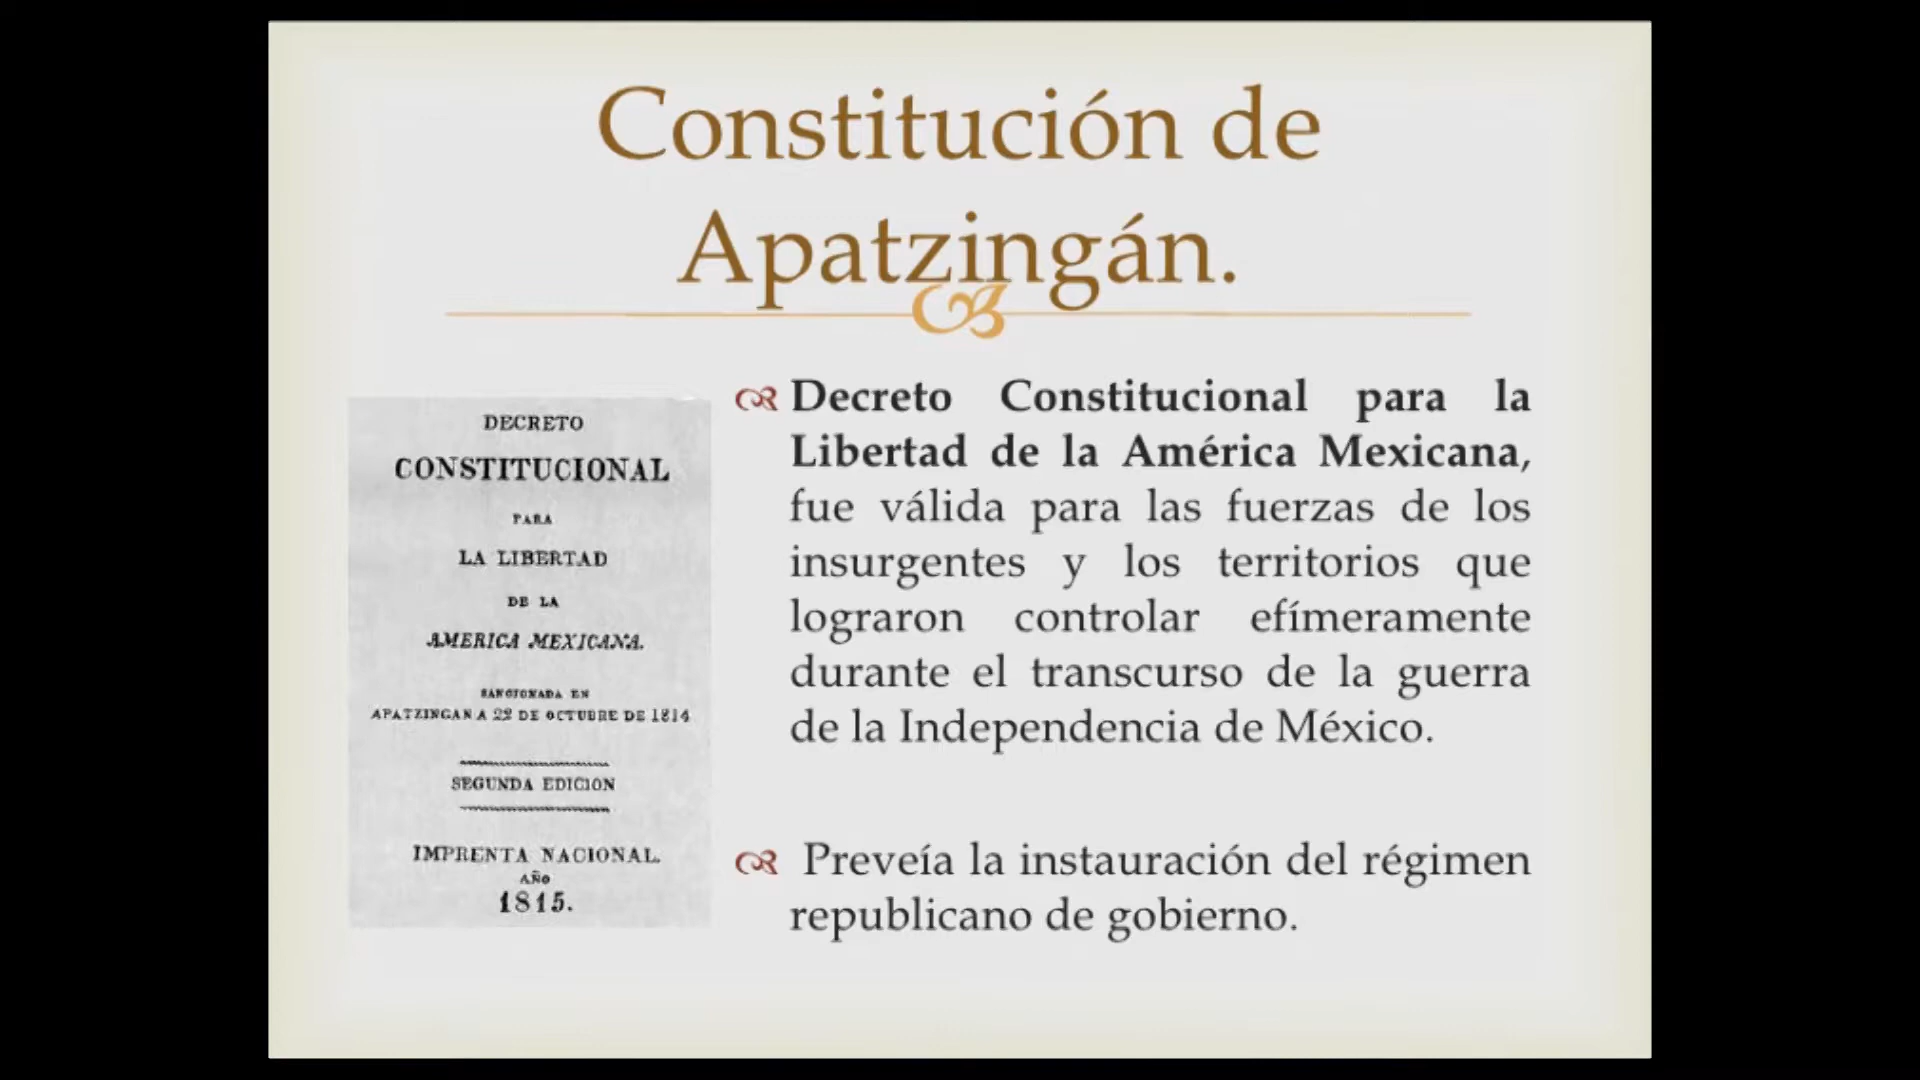 Constitución de
Apatzingán.
DECRETO
CONSTITUCIONAL
PARA
LA LIBERTAD
DE LA
AMERICA MEXICANA.
SANCIONADA EN
APATZINGAN A 22 DE OCTUBRE DE 1814
SEGUNDA EDICION
IMPRENTA NACIONAL.
AÑO
1815.
Decreto Constitucional para la
Libertad de la América Mexicana,
fue válida para las fuerzas de los
insurgentes y los territorios que
lograron controlar efímeramente
durante el transcurso de la guerra
de la Independencia de México.
Preveía la instauración del régimen
republicano de gobierno.